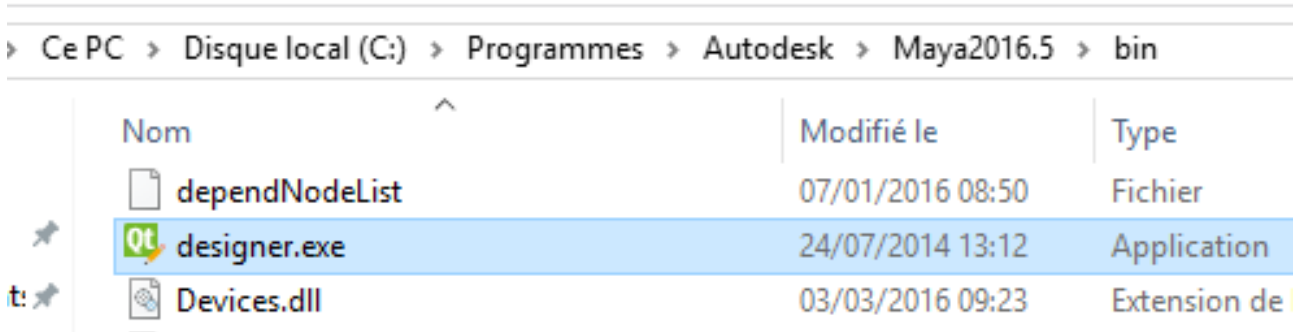 Ce PC > Disque local (C:) > Programmes > Autodesk > Maya2016.5 > bin
Nom Modifié le Type
dependNodeList 07/01/2016 08:50 Fichier
Qt designer.exe 24/07/2014 13:12 Application
Devices.dll 03/03/2016 09:23 Extension de